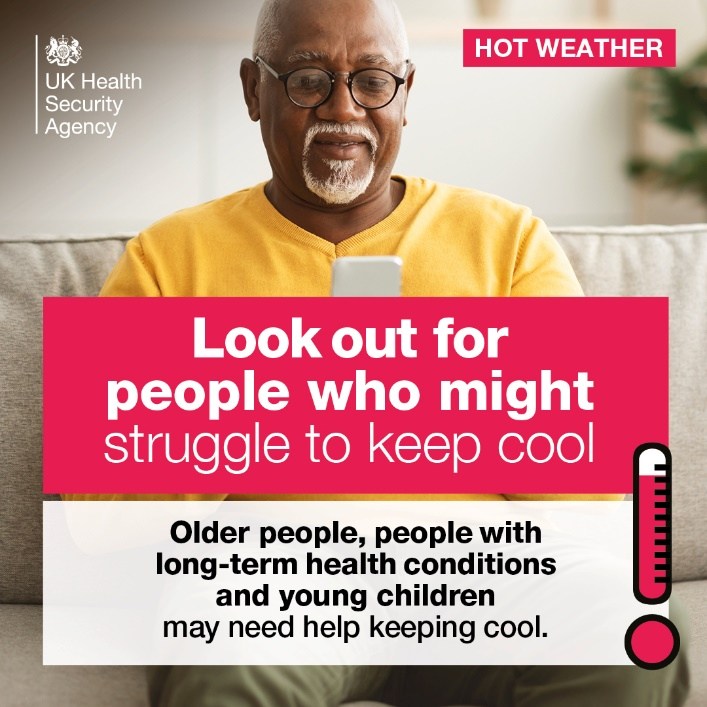 UK Health
Security
Agency
HOT WEATHER
Look out for
people who might
struggle to keep cool
Older people, people with
long-term health conditions
and young children
may need help keeping cool.